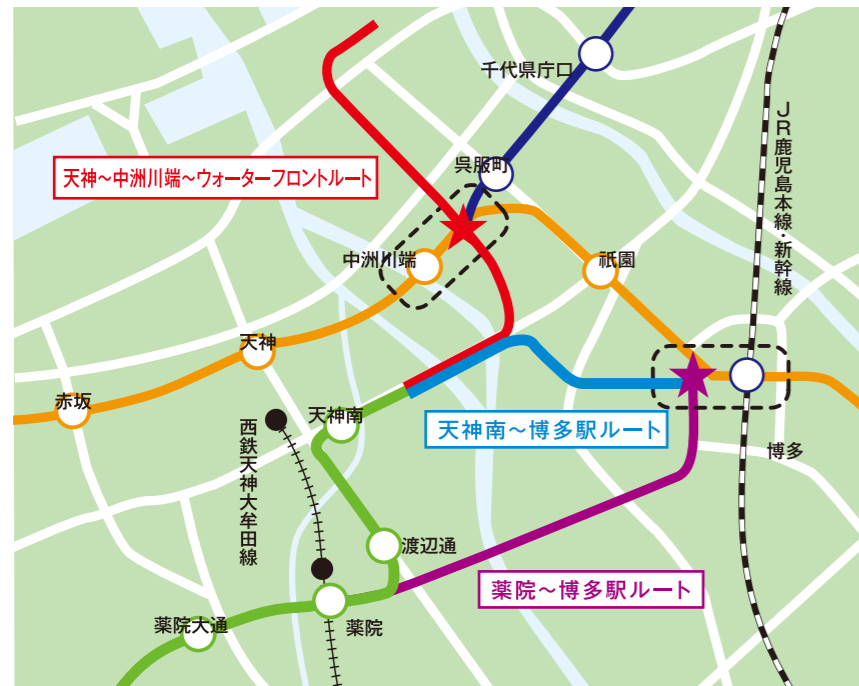 千代県庁口
JR鹿児島本線・新幹線
呉服町
天神〜中洲川端〜ウォーターフロントルート
中洲川端
祇園
天神
赤坂
天神南
西鉄天神大牟田線
天神南〜博多駅ルート
博多
渡辺通
薬院〜博多駅ルート
薬院大通
薬院